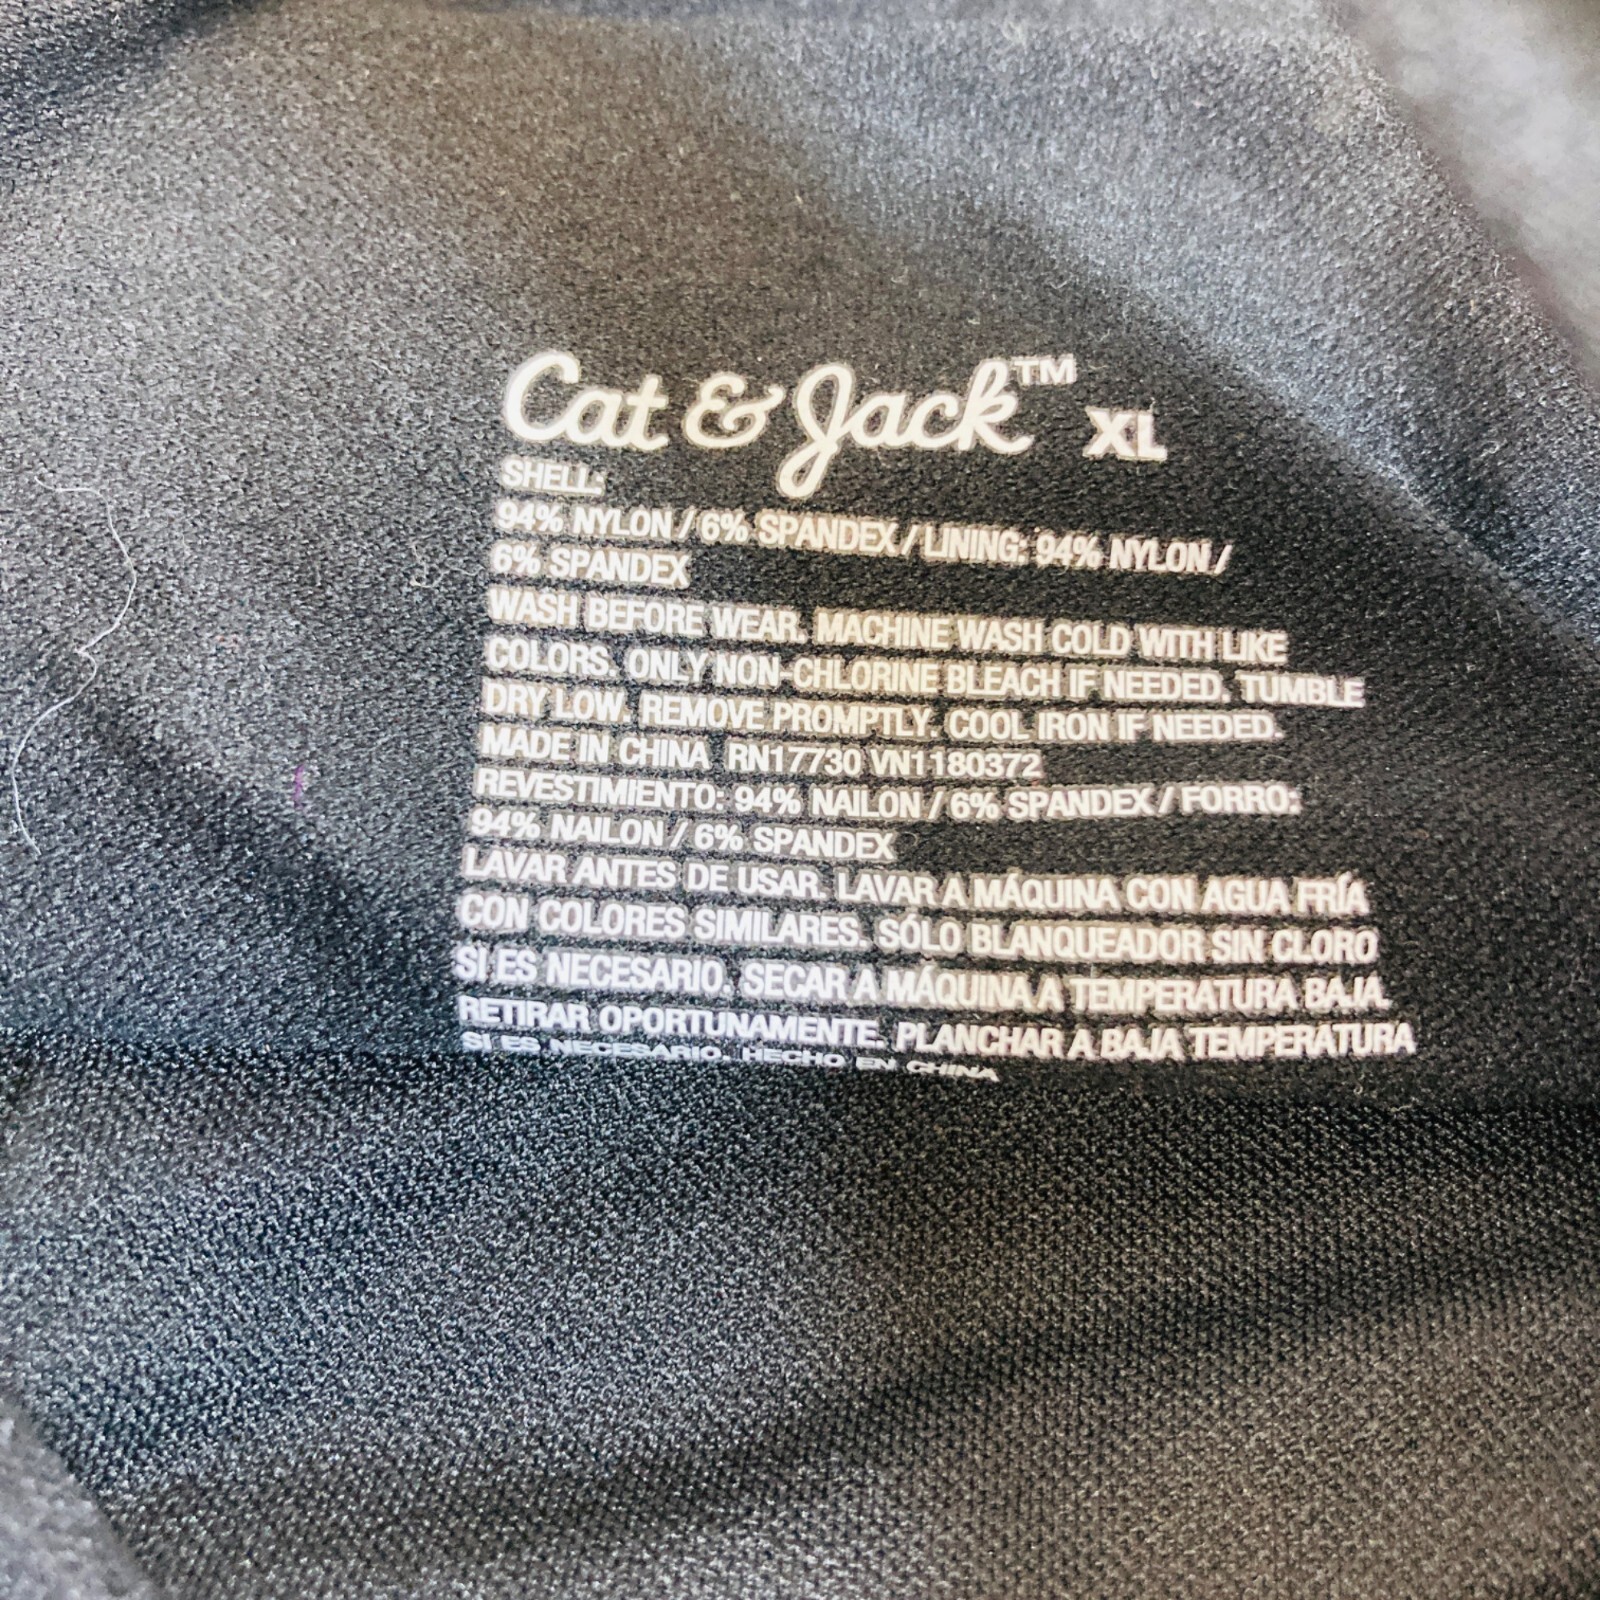 Cat & Jack™ XL
SHELL:
94% NYLON / 6% SPANDEX / LINING: 94% NYLON /
6% SPANDEX
WASH BEFORE WEAR. MACHINE WASH COLD WITH LIKE
COLORS. ONLY NON-CHLORINE BLEACH IF NEEDED. TUMBLE
DRY LOW. REMOVE PROMPTLY. COOL IRON IF NEEDED.
MADE IN CHINA RN17730 VN1180372
REVESTIMIENTO: 94% NAILON / 6% SPANDEX / FORRO:
94% NAILON / 6% SPANDEX
LAVAR ANTES DE USAR. LAVAR A MÁQUINA CON AGUA FRÍA
CON COLORES SIMILARES. SÓLO BLANQUEADOR SIN CLORO
SI ES NECESARIO. SECAR A MÁQUINA A TEMPERATURA BAJA.
RETIRAR OPORTUNAMENTE. PLANCHAR A BAJA TEMPERATURA
SI ES NECESARIO. HECHO EN CHINA